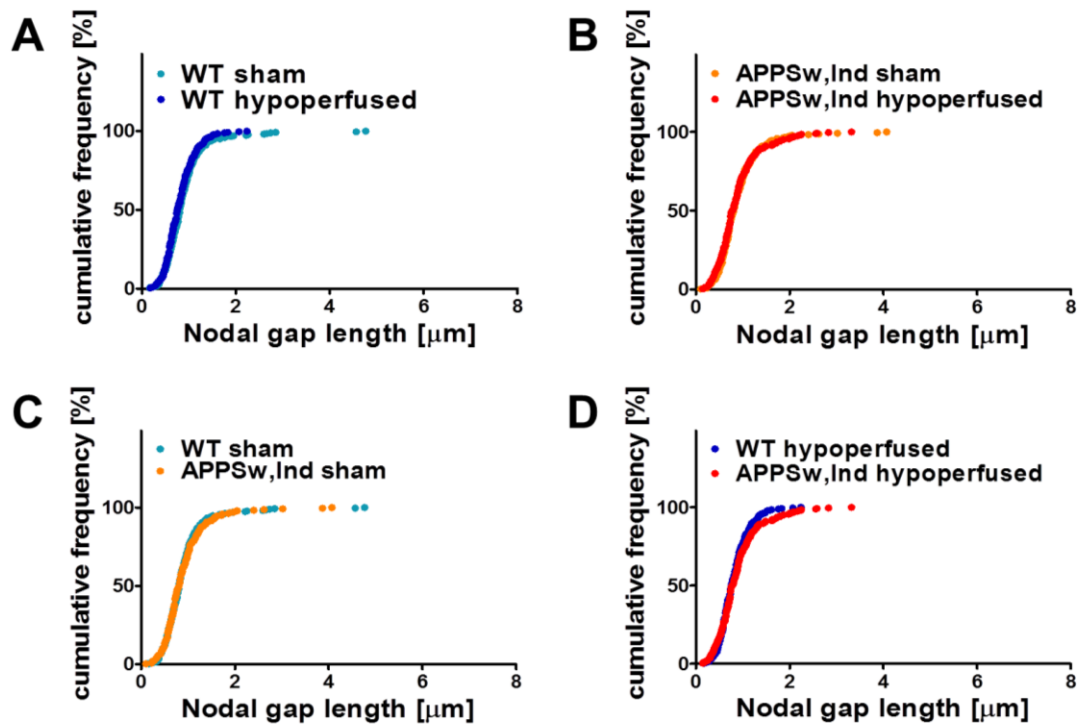 A
cumulative frequency [%]
WT sham
WT hypoperfused
100
50
0
0 2 4 6 8
Nodal gap length [μm]
B
cumulative frequency [%]
APPSw,Ind sham
APPSw,Ind hypoperfused
100
50
0
0 2 4 6 8
Nodal gap length [μm]
C
cumulative frequency [%]
WT sham
APPSw,Ind sham
100
50
0
0 2 4 6 8
Nodal gap length [μm]
D
cumulative frequency [%]
WT hypoperfused
APPSw,Ind hypoperfused
100
50
0
0 2 4 6 8
Nodal gap length [μm]